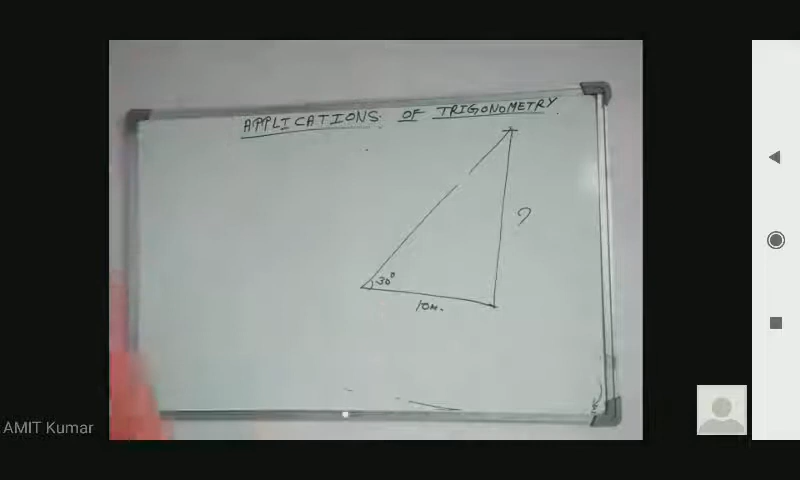 APPLICATIONS OF TRIGONOMETRY
?
30°
10m.
AMIT Kumar